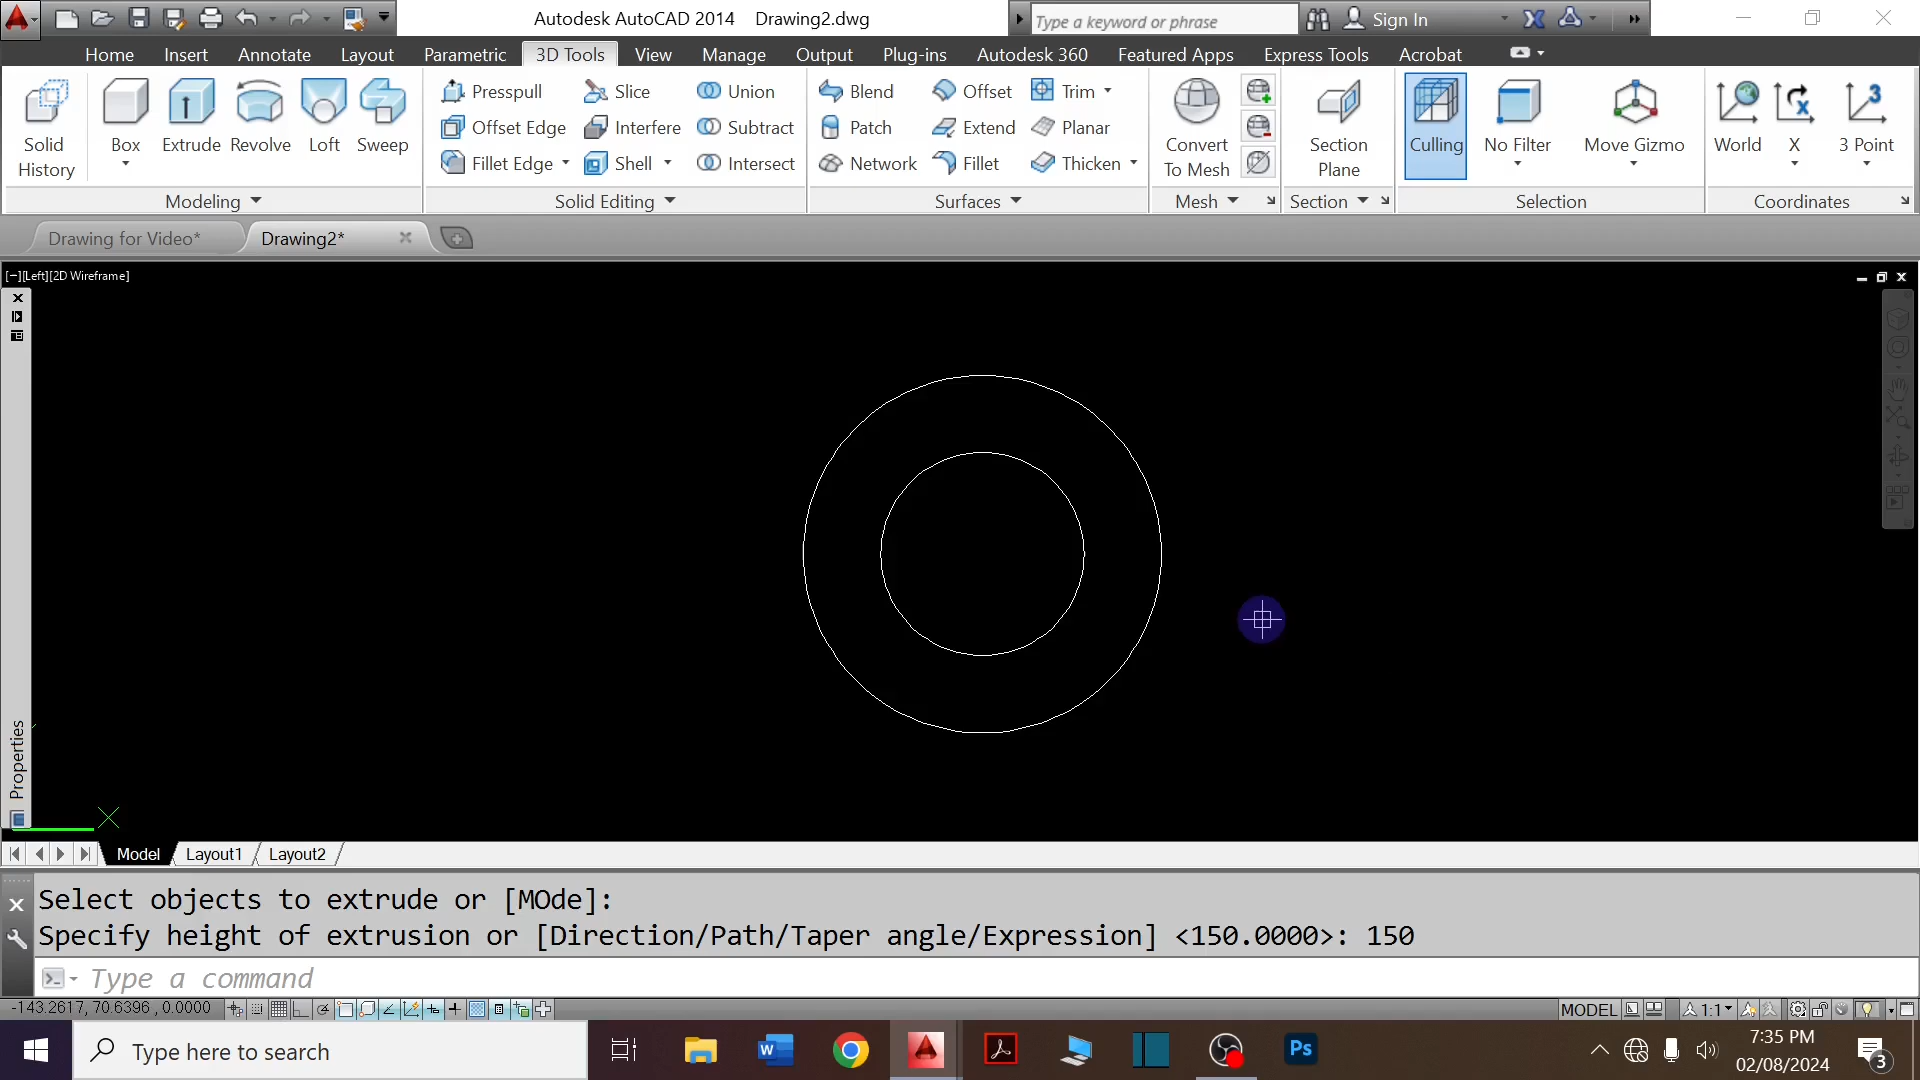 Autodesk AutoCAD 2014 Drawing2.dwg
Type a keyword or phrase
Sign In
Home Insert Annotate Layout Parametric 3D Tools View Manage Output Plug-ins Autodesk 360 Featured Apps Express Tools Acrobat
Solid History
Box
Extrude
Revolve
Loft
Sweep
Modeling
Presspull
Offset Edge
Fillet Edge
Slice
Interfere
Shell
Union
Subtract
Intersect
Solid Editing
Blend
Patch
Network
Offset
Extend
Fillet
Trim
Planar
Thicken
Surfaces
Convert To Mesh
Mesh
Section Plane
Section
Culling
No Filter
Move Gizmo
Selection
World
X
3 Point
Coordinates
Drawing for Video*
Drawing2*
[−][Left][2D Wireframe]
Properties
Model Layout1 Layout2
Select objects to extrude or [MOde]:
Specify height of extrusion or [Direction/Path/Taper angle/Expression] <150.0000>: 150
Type a command
-143.2617, 70.6396 , 0.0000
MODEL
1:1
Type here to search
W
Ps
7:35 PM
02/08/2024
3